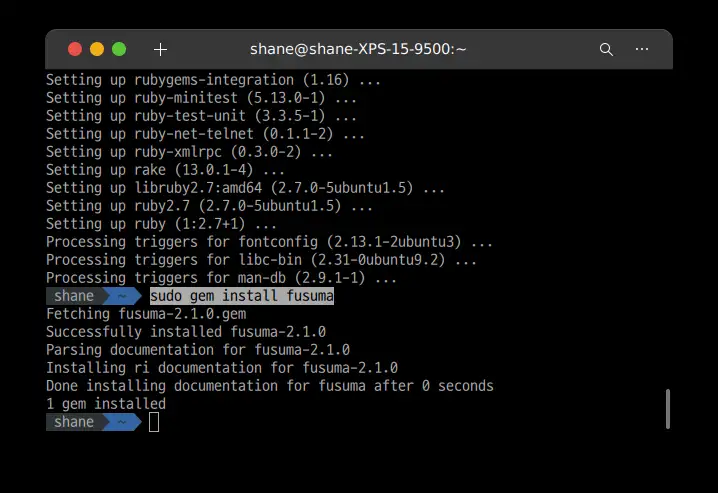 shane@shane-XPS-15-9500:~
Setting up rubygems-integration (1.16) ...
Setting up ruby-minitest (5.13.0-1) ...
Setting up ruby-test-unit (3.3.5-1) ...
Setting up ruby-net-telnet (0.1.1-2) ...
Setting up ruby-xmlrpc (0.3.0-2) ...
Setting up rake (13.0.1-4) ...
Setting up libruby2.7:amd64 (2.7.0-5ubuntu1.5) ...
Setting up ruby2.7 (2.7.0-5ubuntu1.5) ...
Setting up ruby (1:2.7+1) ...
Processing triggers for fontconfig (2.13.1-2ubuntu3) ...
Processing triggers for libc-bin (2.31-0ubuntu9.2) ...
Processing triggers for man-db (2.9.1-1) ...
shane ~ sudo gem install fusuma
Fetching fusuma-2.1.0.gem
Successfully installed fusuma-2.1.0
Parsing documentation for fusuma-2.1.0
Installing ri documentation for fusuma-2.1.0
Done installing documentation for fusuma after 0 seconds
1 gem installed
shane ~